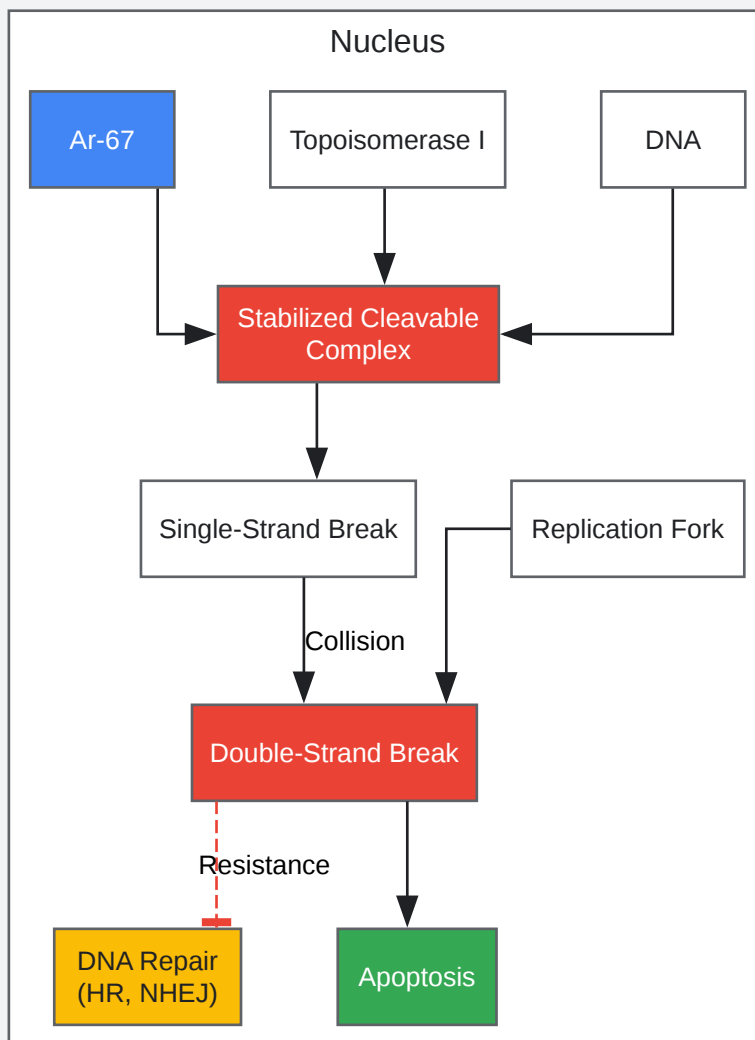 Nucleus
Ar-67
Topoisomerase I
DNA
Stabilized Cleavable
Complex
Single-Strand Break
Replication Fork
Collision
Double-Strand Break
Resistance
DNA Repair
(HR, NHEJ)
Apoptosis